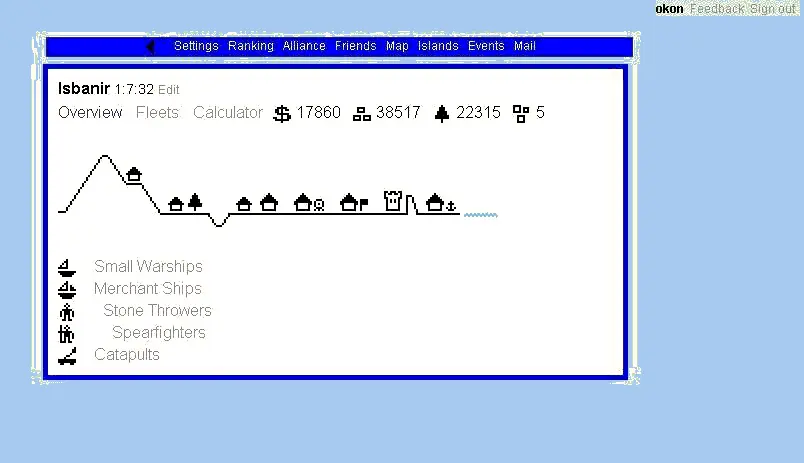 okon Feedback Sign out
Settings Ranking Alliance Friends Map Islands Events Mail
Isbanir 1:7:32 Edit
Overview Fleets Calculator 17860 38517 22315 5
Small Warships
Merchant Ships
Stone Throwers
Spearfighters
Catapults